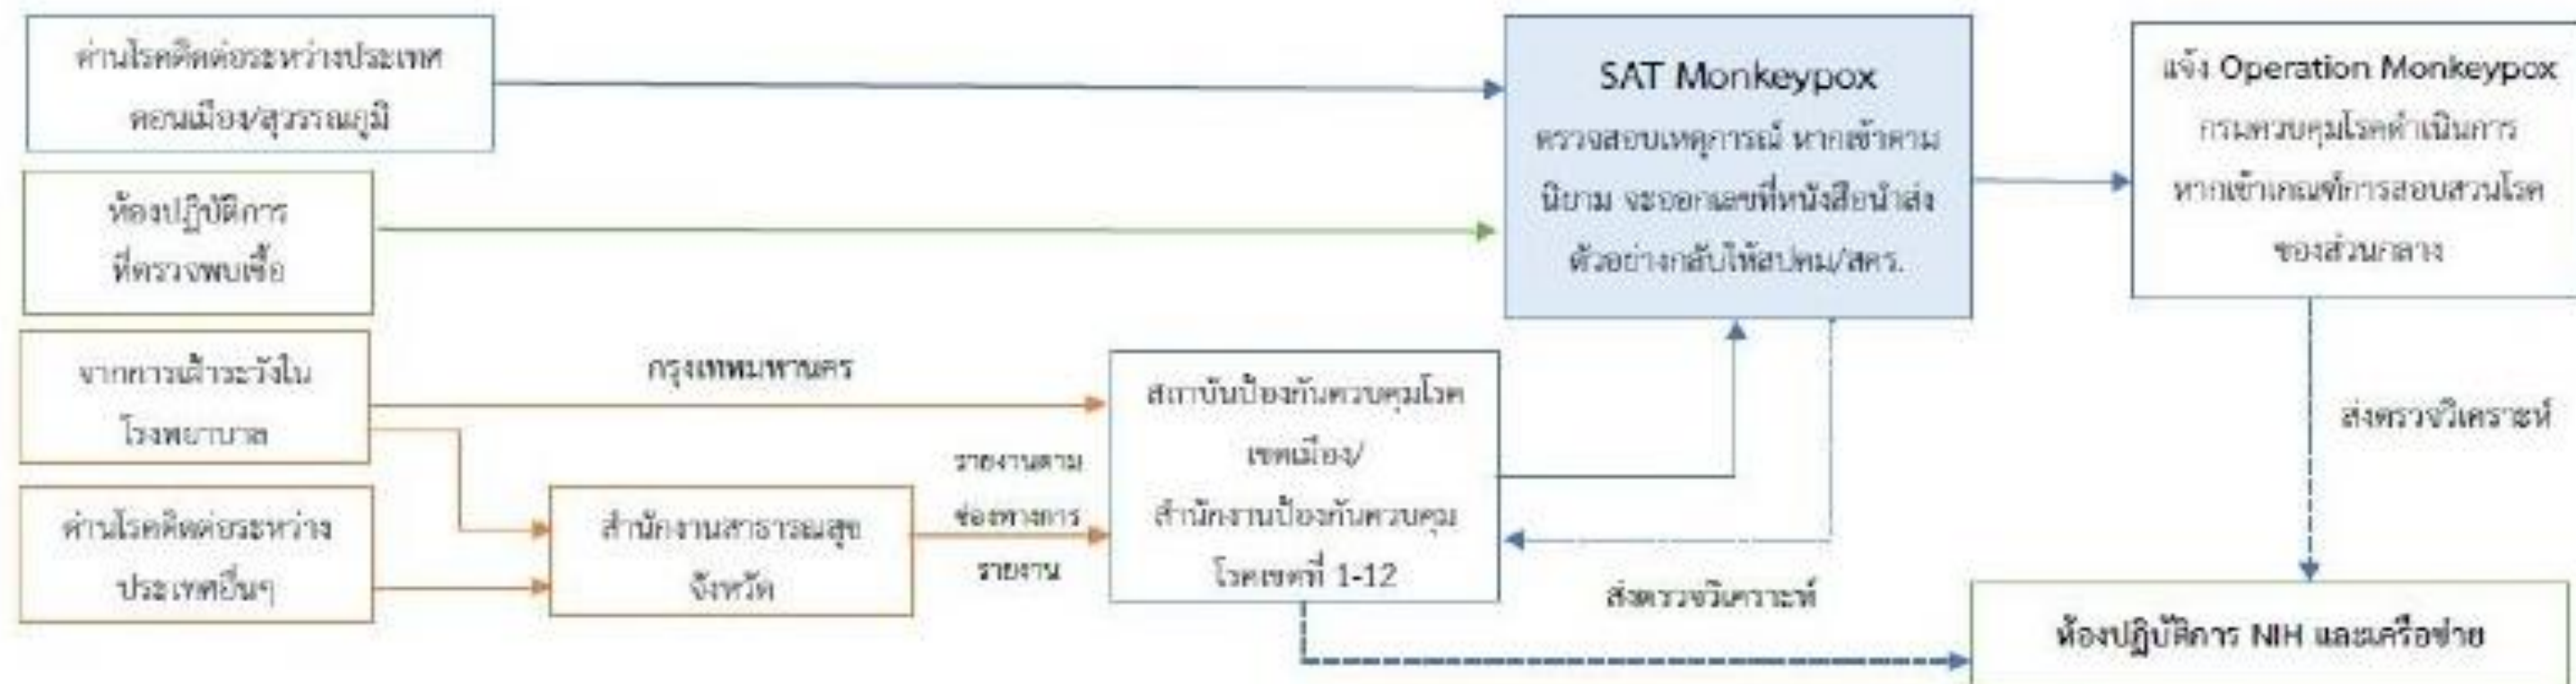 ด่านโรคติดต่อระหว่างประเทศ
ดอนเมือง/สุวรรณภูมิ
ห้องปฏิบัติการ
ที่ตรวจพบเชื้อ
จากการเฝ้าระวังใน
โรงพยาบาล
ด่านโรคติดต่อระหว่าง
ประเทศอื่นๆ
กรุงเทพมหานคร
สำนักงานสาธารณสุข
จังหวัด
รายงานตาม
ช่องทางการ
รายงาน
สถาบันป้องกันควบคุมโรค
เขตเมือง/
สำนักงานป้องกันควบคุม
โรคเขตที่ 1-12
SAT Monkeypox
ตรวจสอบเหตุการณ์ หากเข้าตาม
นิยาม จะออกเลขที่หนังสือนำส่ง
ตัวอย่างกลับให้สปคม/สคร.
แจ้ง Operation Monkeypox
กรมควบคุมโรคดำเนินการ
หากเข้าเกณฑ์การสอบสวนโรค
ของส่วนกลาง
ส่งตรวจวิเคราะห์
ส่งตรวจวิเคราะห์
ห้องปฏิบัติการ NIH และเครือข่าย